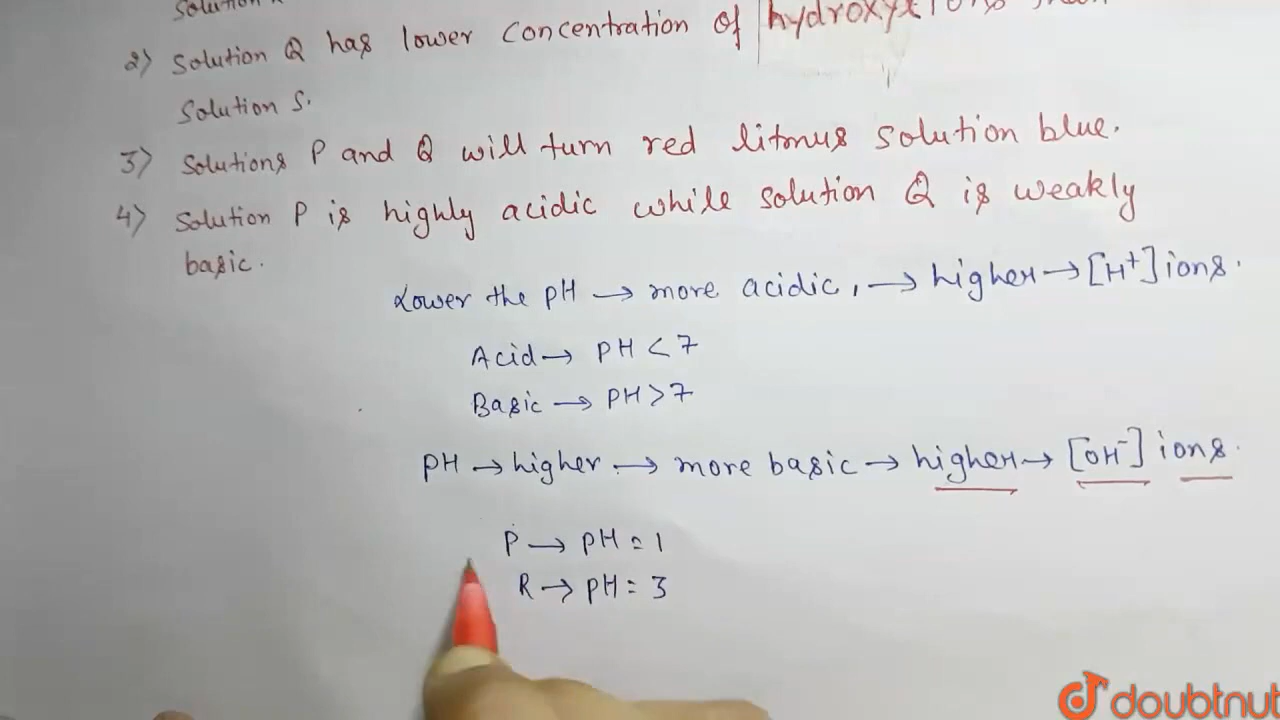 Solution
2) Solution Q has lower concentration of hydroxyl ions than
Solution S.
3) Solutions P and Q will turn red litmus solution blue.
4) Solution P is highly acidic while solution Q is weakly
basic.
Lower the pH → more acidic, → higher → [H⁺] ions.
Acid → PH < 7
Basic → PH > 7
PH → higher → more basic → higher → [OH⁻] ions.
P → PH = 1
R → PH = 3
doubtnut